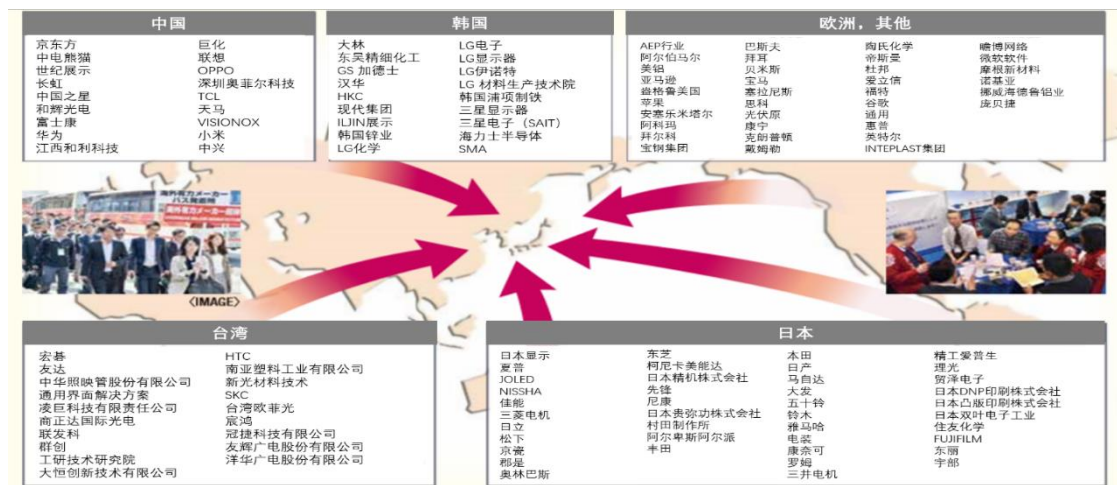 中国
京东方
中电熊猫
世纪展示
长虹
中国之星
和辉光电
富士康
华为
江西和利科技
巨化
联想
OPPO
深圳奥菲尔科技
TCL
天马
VISIONOX
小米
中兴
韩国
大林
东吴精细化工
GS 加德士
汉华
HKC
现代集团
ILJIN展示
韩国锌业
LG化学
LG电子
LG显示器
LG伊诺特
LG 材料生产技术院
韩国浦项制铁
三星显示器
三星电子（SAIT）
海力士半导体
SMA
欧洲，其他
AEP行业
阿尔伯马尔
美铝
亚马逊
益格鲁美国
苹果
安塞乐米塔尔
阿科玛
拜尔科
宝钢集团
巴斯夫
拜耳
贝米斯
宝马
塞拉尼斯
思科
光伏原
康宁
克朗普顿
戴姆勒
陶氏化学
帝斯曼
杜邦
爱立信
福特
谷歌
通用
惠普
英特尔
INTEPLAST集团
瞻博网络
微软软件
摩根新材料
诺基亚
挪威海德鲁铝业
庞贝捷
海外有力メーカー
〈IMAGE〉
台湾
宏碁
友达
中华照映管股份有限公司
通用界面解决方案
凌巨科技有限责任公司
商正达国际光电
联发科
群创
工研技术研究院
大恒创新技术有限公司
HTC
南亚塑料工业有限公司
新光材料技术
SKC
台湾欧菲光
宸鸿
冠捷科技有限公司
友辉广电股份有限公司
洋华广电股份有限公司
日本
日本显示
夏普
JOLED
NISSHA
佳能
三菱电机
日立
松下
京瓷
郡是
奥林巴斯
东芝
柯尼卡美能达
日本精机株式会社
先锋
尼康
日本贵弥功株式会社
村田制作所
阿尔卑斯阿尔派
丰田
本田
日产
马自达
大发
五十铃
铃木
雅马哈
电装
康奈可
罗姆
三井电机
精工爱普生
理光
贸泽电子
日本DNP印刷株式会社
日本凸版印刷株式会社
日本双叶电子工业
住友化学
FUJIFILM
东丽
宇部